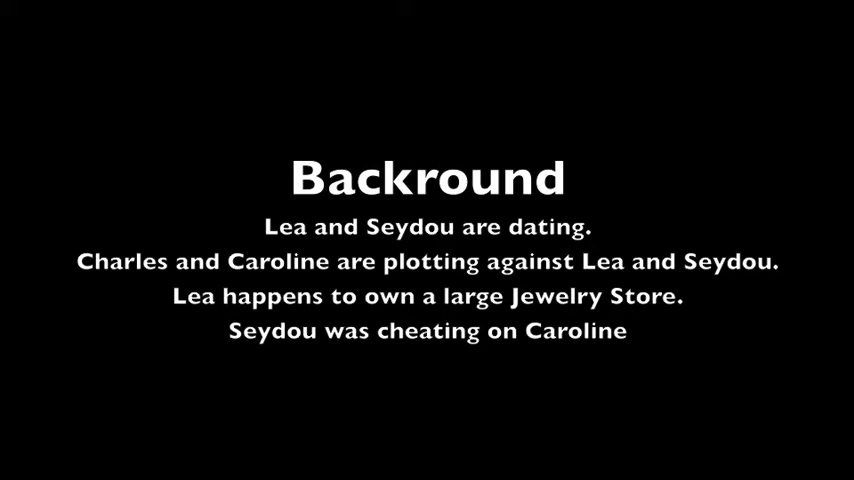 Backround
Lea and Seydou are dating.
Charles and Caroline are plotting against Lea and Seydou.
Lea happens to own a large Jewelry Store.
Seydou was cheating on Caroline